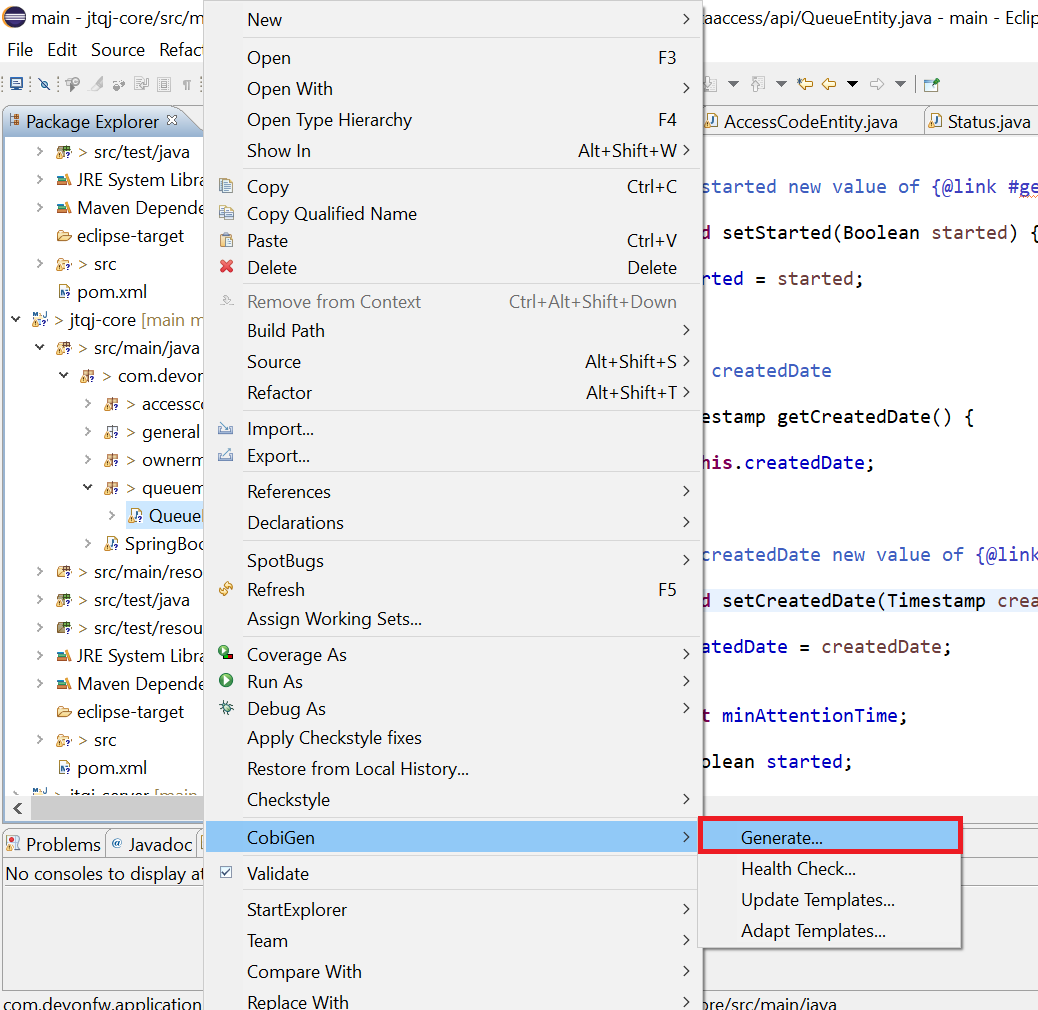 main - jtqj-core/src/m
aaccess/api/QueueEntity.java - main - Eclip
File Edit Source Refac
Package Explorer
AccessCodeEntity.java
Status.java
> src/test/java
JRE System Libra
Maven Depende
eclipse-target
> src
pom.xml
> jtqj-core [main m
> src/main/java
> com.devon
> accessco
> general
> ownerm
> queuem
QueueE
SpringBoo
> src/main/reso
> src/test/java
> src/test/resou
JRE System Libra
Maven Depende
eclipse-target
> src
pom.xml
> jtqj-server [main
New
Open F3
Open With
Open Type Hierarchy F4
Show In Alt+Shift+W
Copy Ctrl+C
Copy Qualified Name
Paste Ctrl+V
Delete Delete
Remove from Context Ctrl+Alt+Shift+Down
Build Path
Source Alt+Shift+S
Refactor Alt+Shift+T
Import...
Export...
References
Declarations
SpotBugs
Refresh F5
Assign Working Sets...
Coverage As
Run As
Debug As
Apply Checkstyle fixes
Restore from Local History...
Checkstyle
CobiGen
Validate
StartExplorer
Team
Compare With
Replace With
Generate...
Health Check...
Update Templates...
Adapt Templates...
started new value of {@link #ge
d setStarted(Boolean started) {
rted = started;
createdDate
estamp getCreatedDate() {
his.createdDate;
createdDate new value of {@link
d setCreatedDate(Timestamp crea
atedDate = createdDate;
t minAttentionTime;
olean started;
Problems
@ Javadoc
No consoles to display at
com.devonfw.application
ore/src/main/java